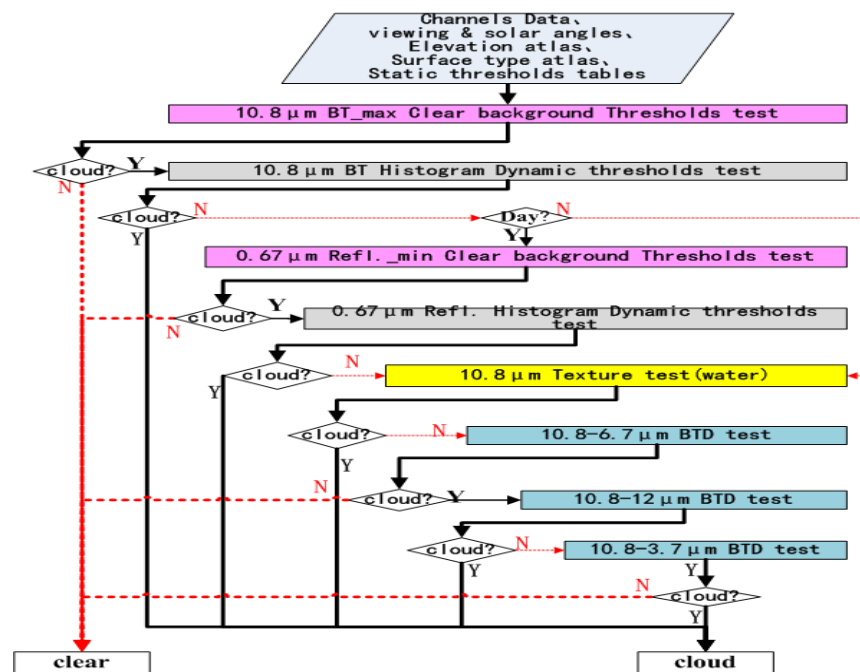 Channels Data、
viewing & solar angles、
Elevation atlas、
Surface type atlas、
Static thresholds tables
10.8μm BT_max Clear background Thresholds test
cloud?
Y
10.8μm BT Histogram Dynamic thresholds test
N
cloud?
N
Day?
N
Y
Y
0.67μm Refl._min Clear background Thresholds test
cloud?
Y
0.67μm Refl. Histogram Dynamic thresholds
test
N
cloud?
N
10.8μm Texture test(water)
Y
cloud?
N
10.8-6.7μm BTD test
Y
N
cloud?
Y
10.8-12μm BTD test
cloud?
N
10.8-3.7μm BTD test
Y
Y
N
cloud?
Y
clear
cloud